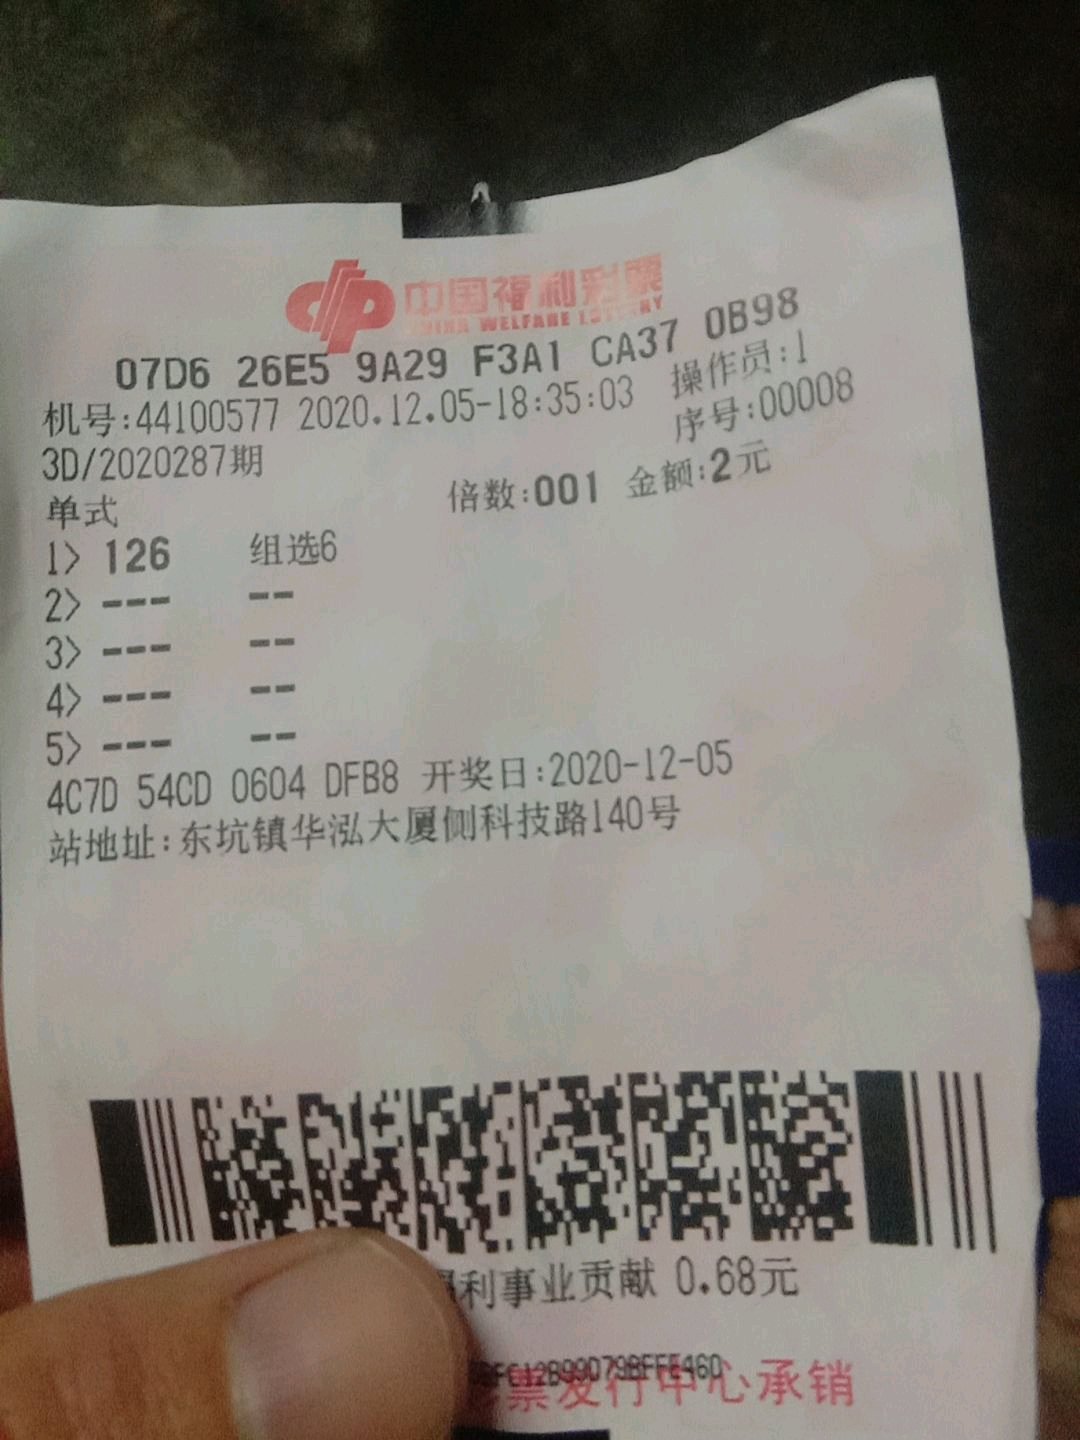 中国福利彩票
CHINA WELFARE LOTTERY
07D6 26E5 9A29 F3A1 CA37 0B98
机号:44100577 2020.12.05-18:35:03 操作员:1
3D/2020287期 序号:00008
单式 倍数:001 金额:2元
1> 126 组选6
2> --- --
3> --- --
4> --- --
5> --- --
4C7D 54CD 0604 DFB8 开奖日:2020-12-05
站地址:东坑镇华泓大厦侧科技路140号
利事业贡献 0.68元
票发行中心承销